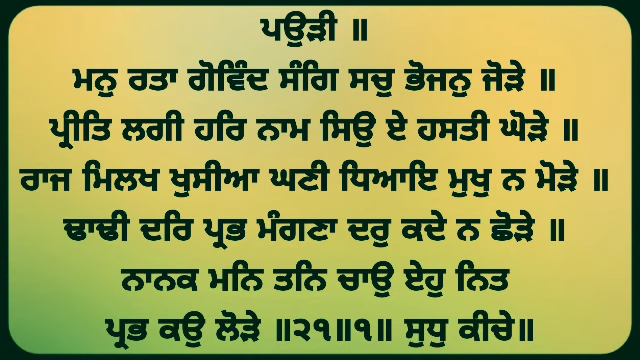 ਪਉੜੀ ॥
ਮਨੁ ਰਤਾ ਗੋਵਿੰਦ ਸੰਗਿ ਸਚੁ ਭੋਜਨੁ ਜੋੜੇ ॥
ਪ੍ਰੀਤਿ ਲਗੀ ਹਰਿ ਨਾਮ ਸਿਉ ਏ ਹਸਤੀ ਘੋੜੇ ॥
ਰਾਜ ਮਿਲਖ ਖੁਸੀਆ ਘਣੀ ਧਿਆਇ ਮੁਖੁ ਨ ਮੋੜੇ ॥
ਢਾਢੀ ਦਰਿ ਪ੍ਰਭ ਮੰਗਣਾ ਦਰੁ ਕਦੇ ਨ ਛੋੜੇ ॥
ਨਾਨਕ ਮਨਿ ਤਨਿ ਚਾਉ ਏਹੁ ਨਿਤ
ਪ੍ਰਭ ਕਉ ਲੋੜੇ ॥੨੧॥੧॥ ਸੁਧੁ ਕੀਚੇ॥